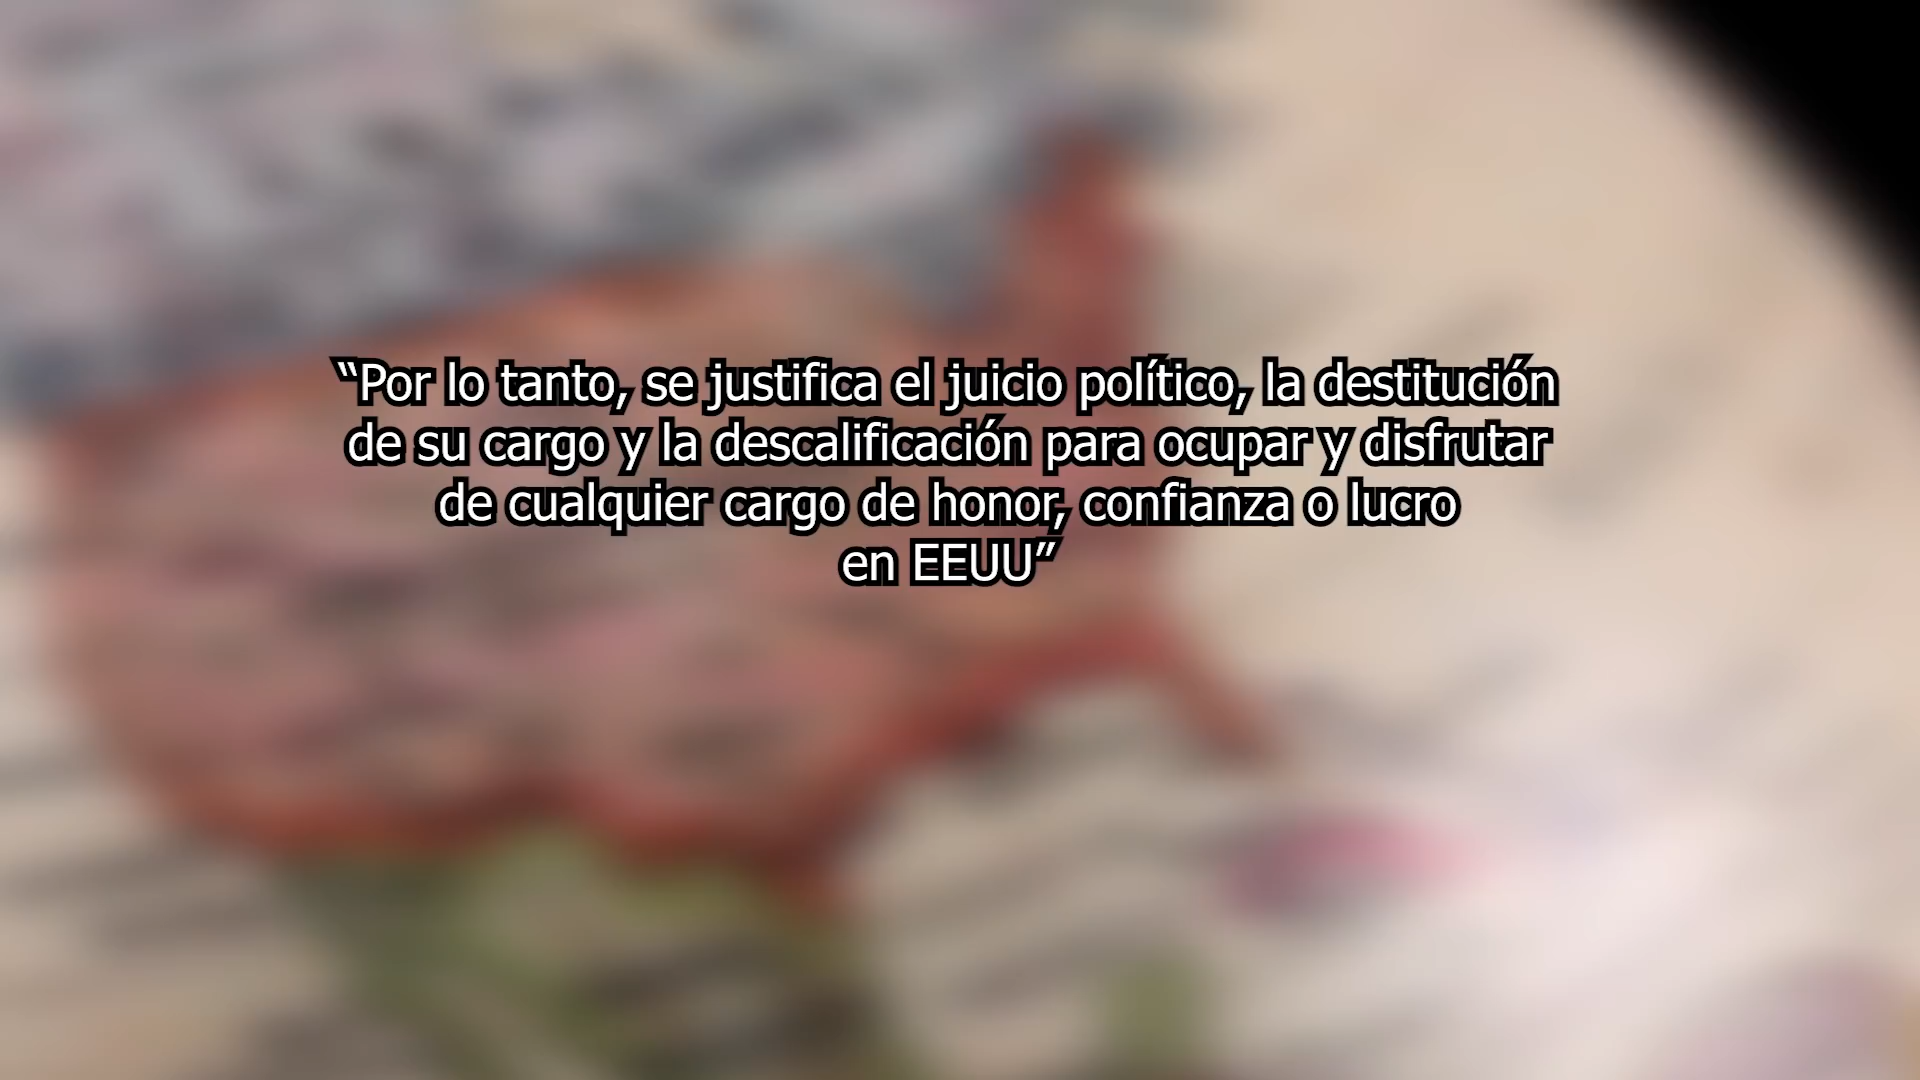 “Por lo tanto, se justifica el juicio político, la destitución
de su cargo y la descalificación para ocupar y disfrutar
de cualquier cargo de honor, confianza o lucro
en EEUU”